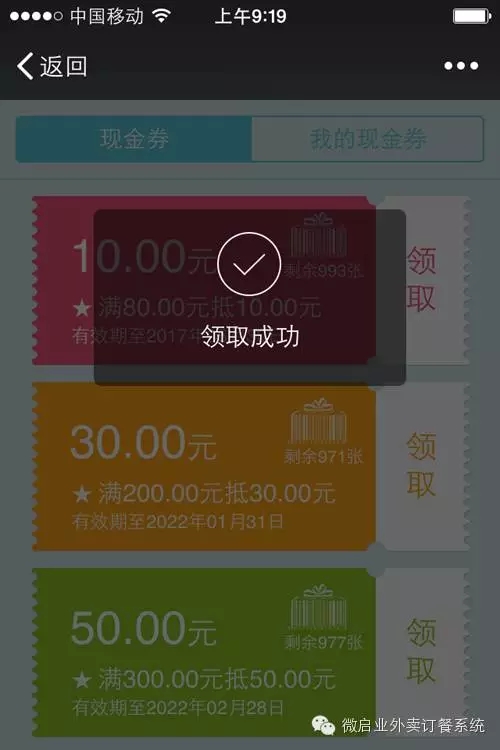 中国移动
上午9:19
返回
现金券
我的现金券
10.00元
剩余993张
满80.00元抵10.00元
有效期至2017年
领取
领取成功
30.00元
剩余971张
满200.00元抵30.00元
有效期至2022年01月31日
领取
50.00元
剩余977张
满300.00元抵50.00元
有效期至2022年02月28日
领取
微启业外卖订餐系统